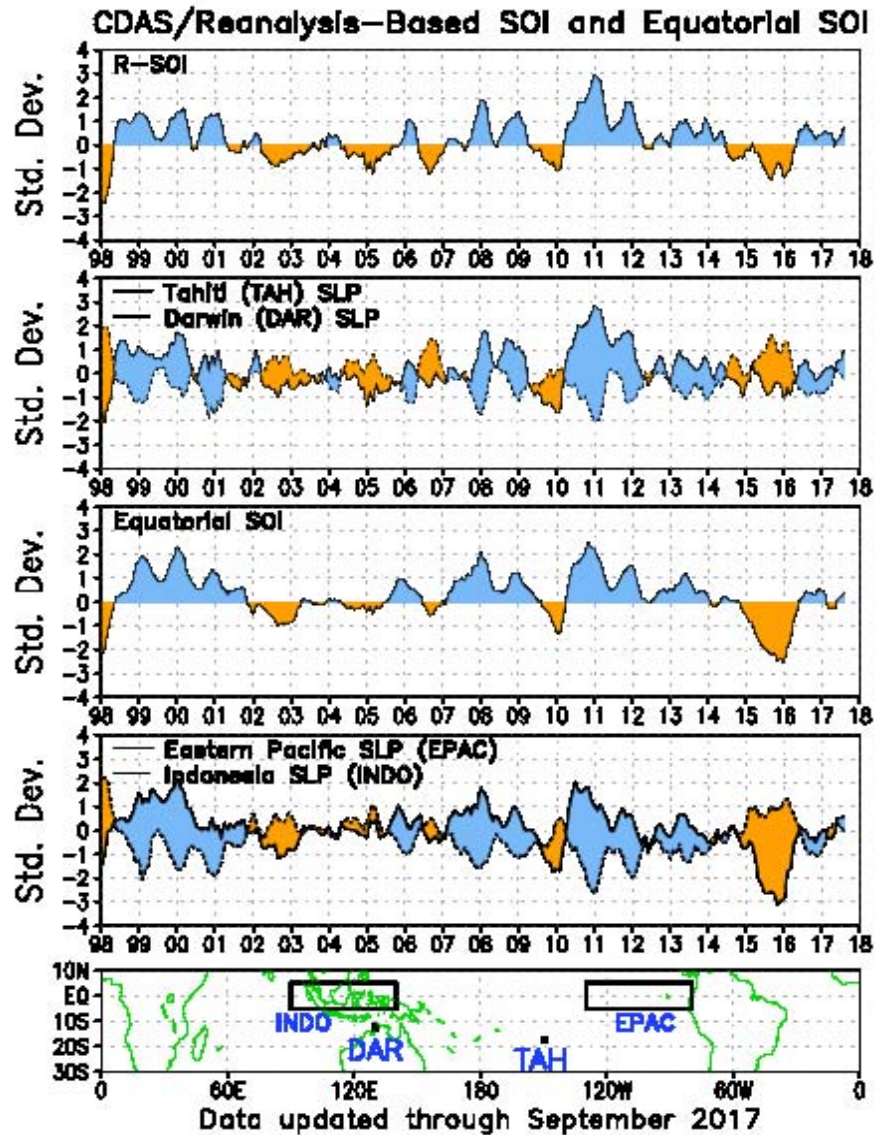 CDAS/Reanalysis-Based SOI and Equatorial SOI
R-SOI
Std. Dev.
4
3
2
1
0
-1
-2
-3
-4
98 99 00 01 02 03 04 05 06 07 08 09 10 11 12 13 14 15 16 17 18
Tahiti (TAH) SLP
Darwin (DAR) SLP
Std. Dev.
4
3
2
1
0
-1
-2
-3
-4
98 99 00 01 02 03 04 05 06 07 08 09 10 11 12 13 14 15 16 17 18
Equatorial SOI
Std. Dev.
4
3
2
1
0
-1
-2
-3
-4
98 99 00 01 02 03 04 05 06 07 08 09 10 11 12 13 14 15 16 17 18
Eastern Pacific SLP (EPAC)
Indonesia SLP (INDO)
Std. Dev.
4
3
2
1
0
-1
-2
-3
-4
98 99 00 01 02 03 04 05 06 07 08 09 10 11 12 13 14 15 16 17 18
10N
EQ
10S
20S
30S
INDO EPAC
DAR TAH
0 60E 120E 180 120W 60W 0
Data updated through September 2017